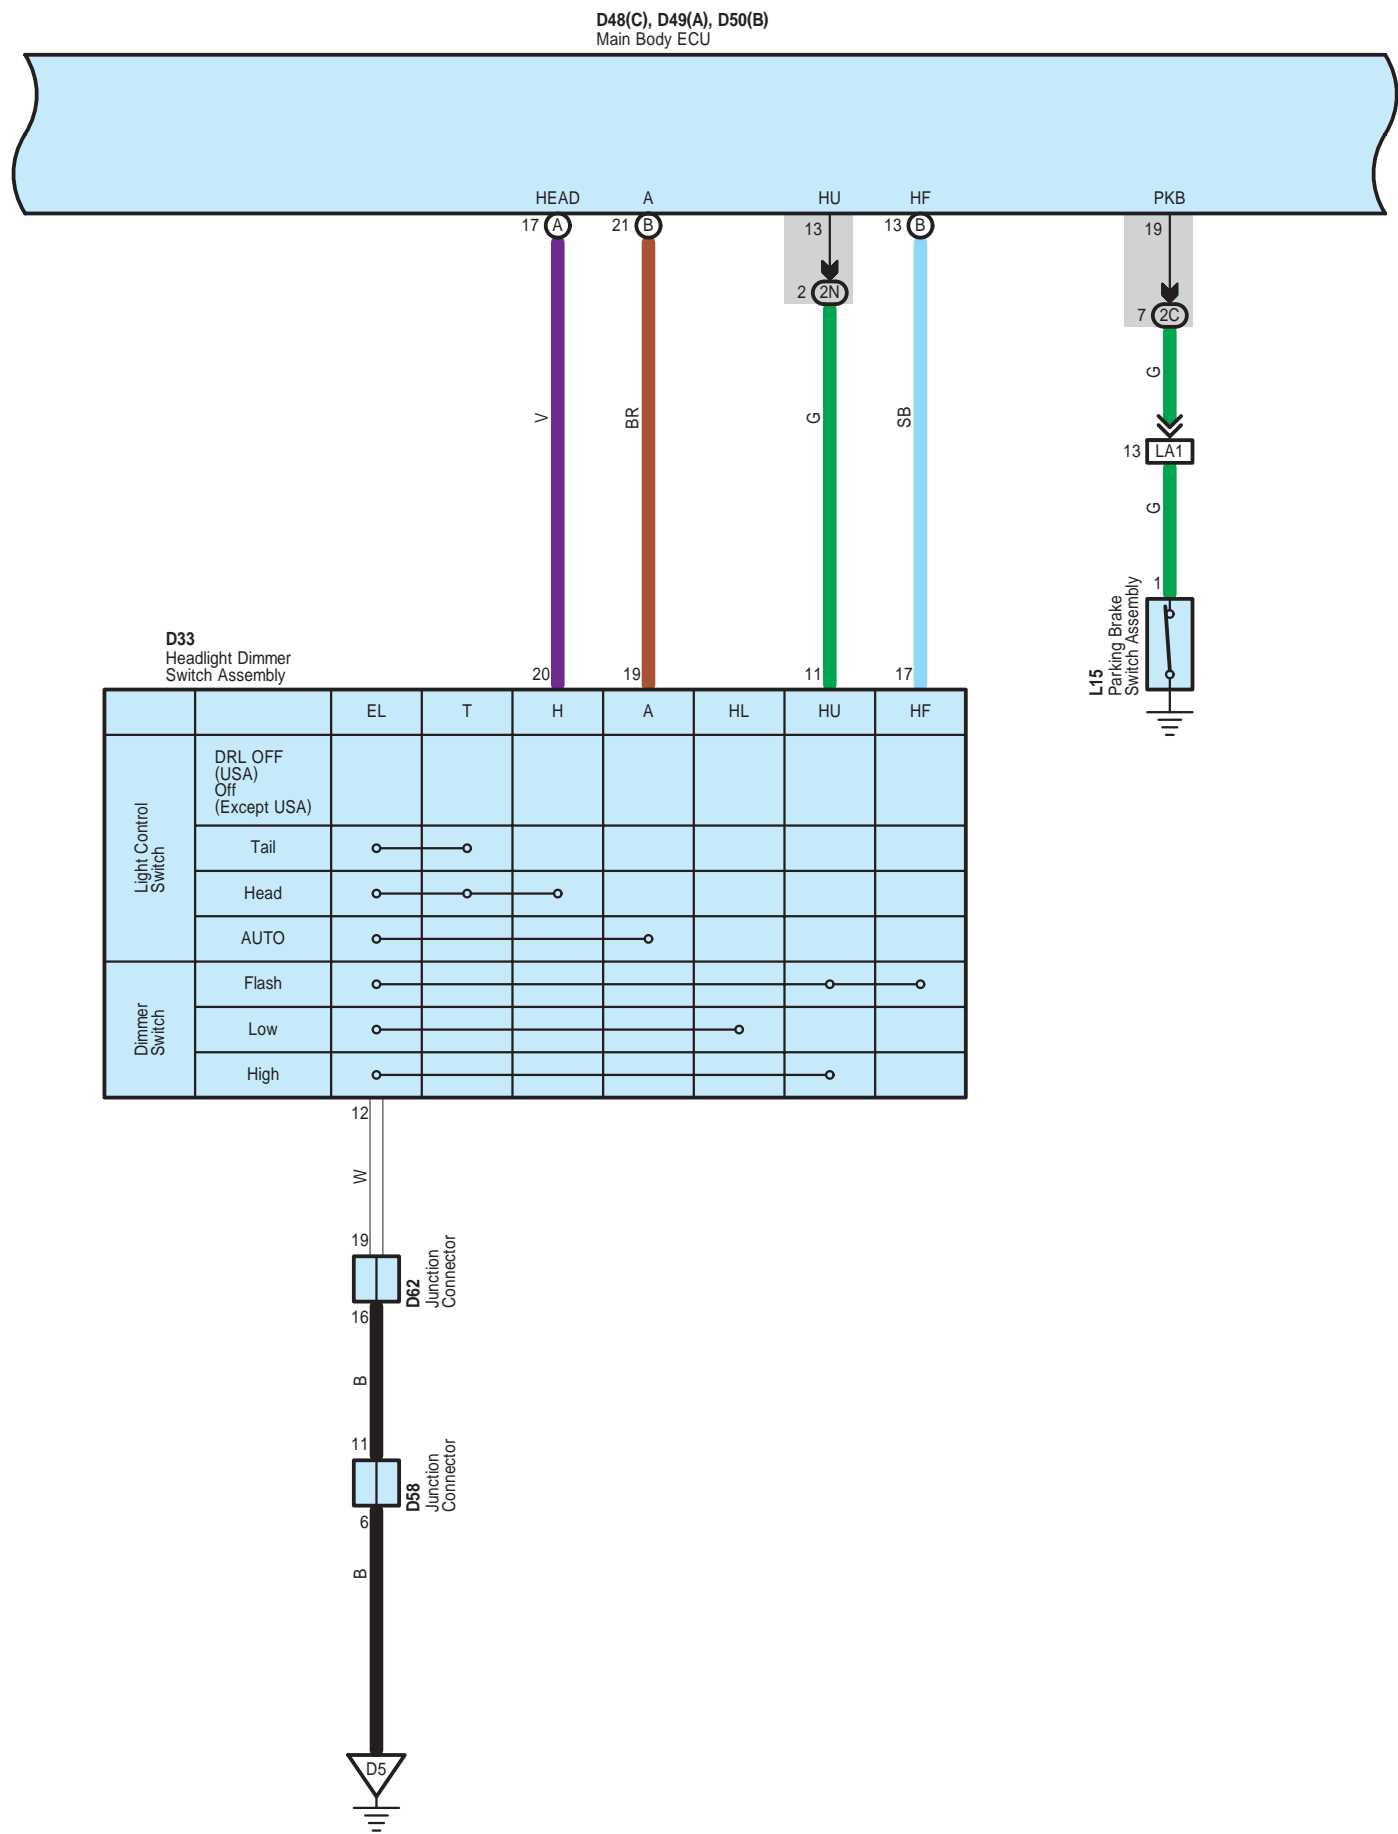 D48(C), D49(A), D50(B)
Main Body ECU
HEAD A HU HF PKB
17 A 21 B 13 13 B 19
2 2N
7 2C
G
V BR G SB
13 LA1
G
1
L15
Parking Brake
Switch Assembly
D33
Headlight Dimmer
Switch Assembly
20 19 11 17
EL T H A HL HU HF
Light Control
Switch
DRL OFF
(USA)
Off
(Except USA)
Tail
Head
AUTO
Dimmer
Switch
Flash
Low
High
12
W
19
D62
Junction
Connector
16
B
11
D58
Junction
Connector
6
B
D5